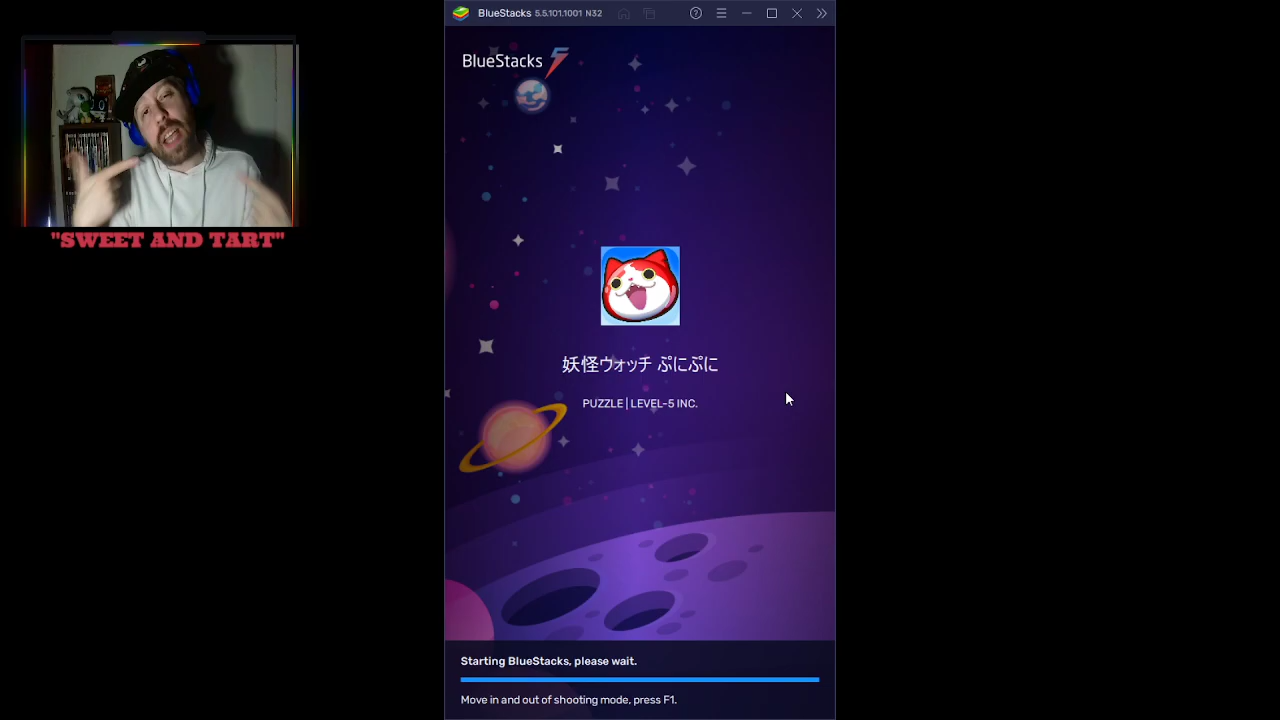 BlueStacks 5.5.101.1001 N32
BlueStacks 5
"SWEET AND TART"
妖怪ウォッチ ぷにぷに
PUZZLE | LEVEL-5 INC.
Starting BlueStacks, please wait.
Move in and out of shooting mode, press F1.